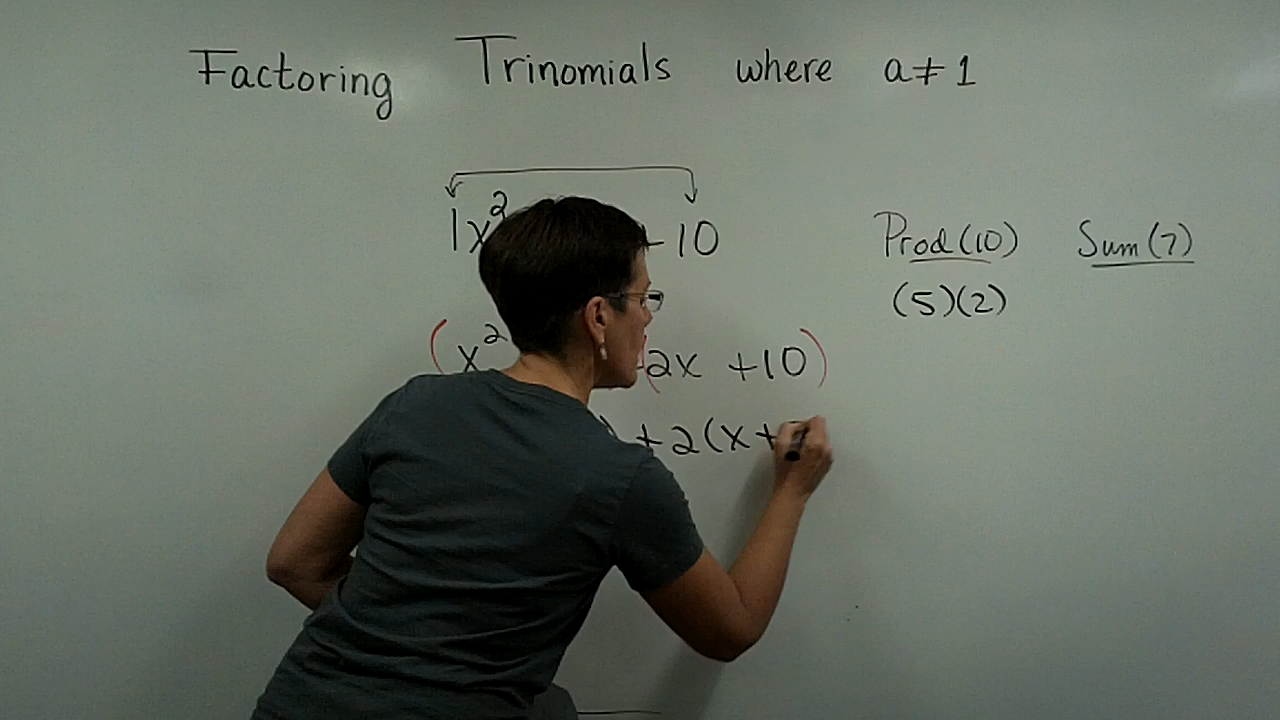 Factoring Trinomials where a≠1
1x² - 10
Prod(10) Sum(7)
(5)(2)
(x² (2x +10)
) +2(x+